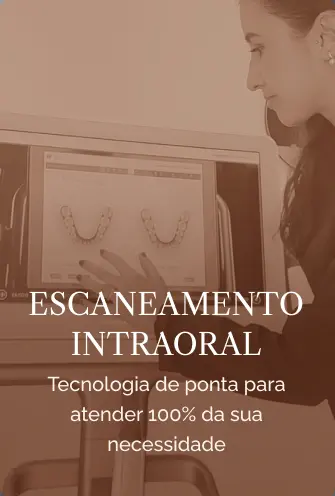 ESCANEAMENTO
INTRAORAL
Tecnologia de ponta para
atender 100% da sua
necessidade